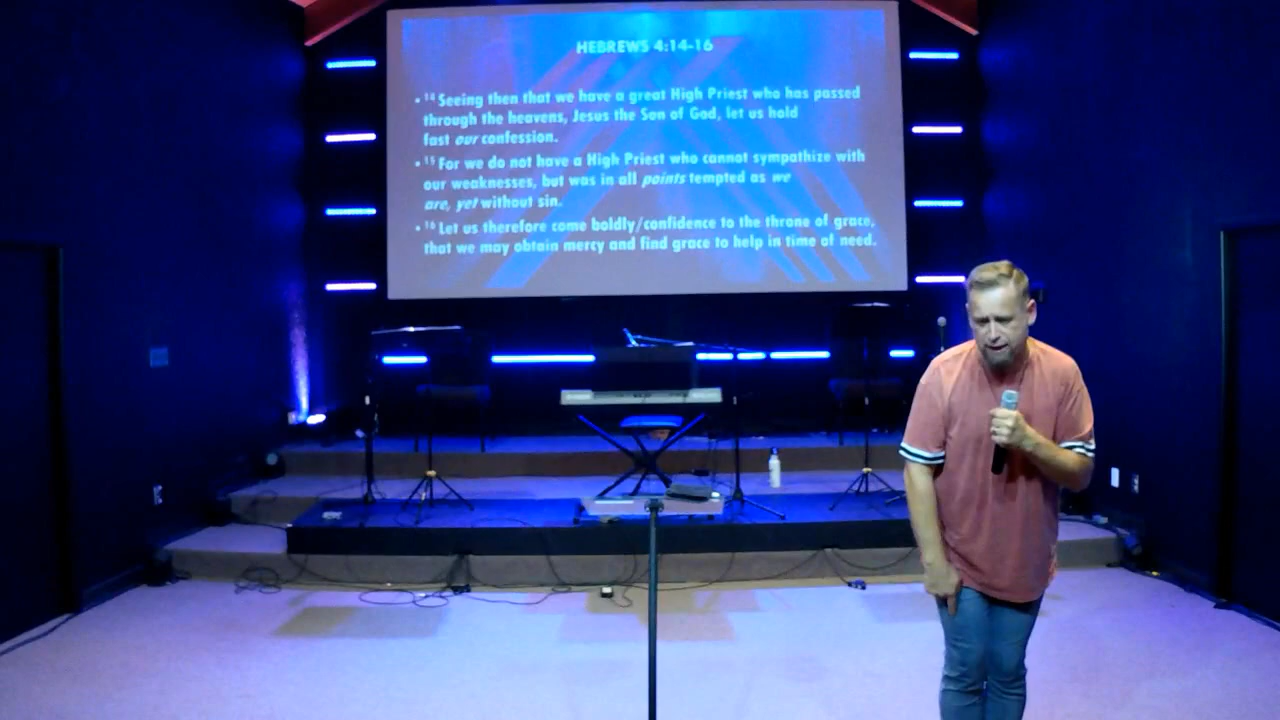 HEBREWS 4:14-16
• 14 Seeing then that we have a great High Priest who has passed
through the heavens, Jesus the Son of God, let us hold
fast our confession.
• 15 For we do not have a High Priest who cannot sympathize with
our weaknesses, but was in all points tempted as we
are, yet without sin.
• 16 Let us therefore come boldly/confidence to the throne of grace,
that we may obtain mercy and find grace to help in time of need.